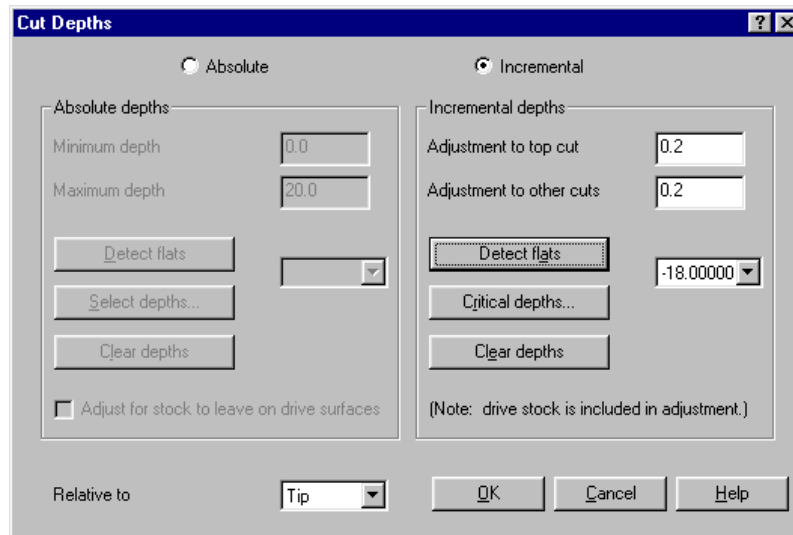 Cut Depths
Absolute
Incremental
Absolute depths
Minimum depth 0.0
Maximum depth 20.0
Detect flats
Select depths...
Clear depths
Adjust for stock to leave on drive surfaces
Incremental depths
Adjustment to top cut 0.2
Adjustment to other cuts 0.2
Detect flats
-18.00000
Critical depths...
Clear depths
(Note: drive stock is included in adjustment.)
Relative to Tip
OK Cancel Help